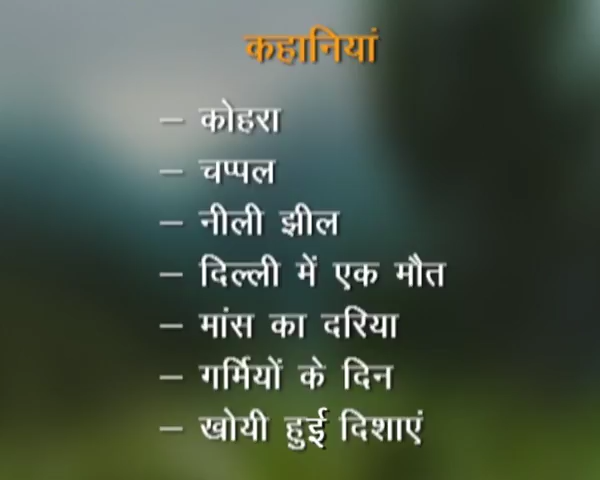 कहानियां
– कोहरा
– चप्पल
– नीली झील
– दिल्ली में एक मौत
– मांस का दरिया
– गर्मियों के दिन
– खोयी हुई दिशाएं